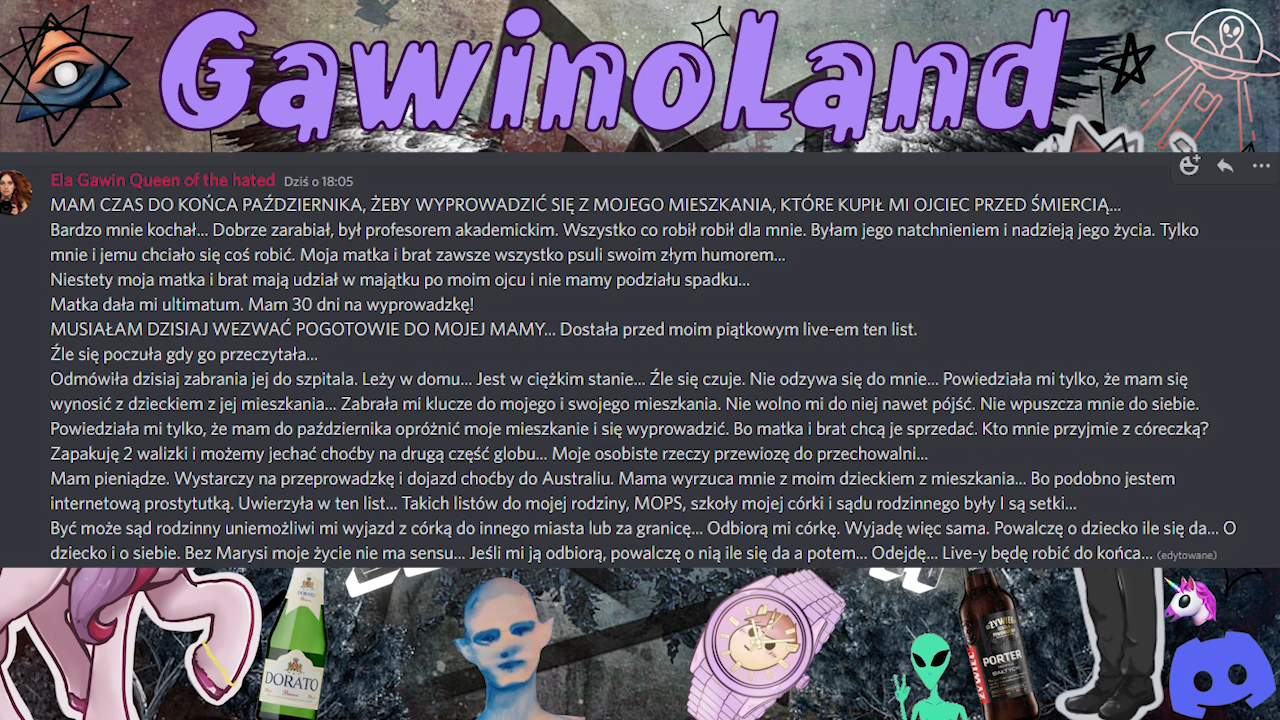 GawinoLand
Ela Gawin Queen of the hated Dziś o 18:05
MAM CZAS DO KOŃCA PAŹDZIERNIKA, ŻEBY WYPROWADZIĆ SIĘ Z MOJEGO MIESZKANIA, KTÓRE KUPIŁ MI OJCIEC PRZED ŚMIERCIĄ...
Bardzo mnie kochał... Dobrze zarabiał, był profesorem akademickim. Wszystko co robił robił dla mnie. Byłam jego natchnieniem i nadzieją jego życia. Tylko
mnie i jemu chciało się coś robić. Moja matka i brat zawsze wszystko psuli swoim złym humorem...
Niestety moja matka i brat mają udział w majątku po moim ojcu i nie mamy podziału spadku...
Matka dała mi ultimatum. Mam 30 dni na wyprowadzkę!
MUSIAŁAM DZISIAJ WEZWAĆ POGOTOWIE DO MOJEJ MAMY... Dostała przed moim piątkowym live-em ten list.
Źle się poczuła gdy go przeczytała...
Odmówiła dzisiaj zabrania jej do szpitala. Leży w domu... Jest w ciężkim stanie... Źle się czuje. Nie odzywa się do mnie... Powiedziała mi tylko, że mam się
wynosić z dzieckiem z jej mieszkania... Zabrała mi klucze do mojego i swojego mieszkania. Nie wolno mi do niej nawet pójść. Nie wpuszcza mnie do siebie.
Powiedziała mi tylko, że mam do października opróżnić moje mieszkanie i się wyprowadzić. Bo matka i brat chcą je sprzedać. Kto mnie przyjmie z córeczką?
Zapakuję 2 walizki i możemy jechać choćby na drugą część globu... Moje osobiste rzeczy przewiozę do przechowalni...
Mam pieniądze. Wystarczy na przeprowadzkę i dojazd choćby do Australiu. Mama wyrzuca mnie z moim dzieckiem z mieszkania... Bo podobno jestem
internetową prostytutką. Uwierzyła w ten list... Takich listów do mojej rodziny, MOPS, szkoły mojej córki i sądu rodzinnego były I są setki...
Być może sąd rodzinny uniemożliwi mi wyjazd z córką do innego miasta lub za granicę... Odbiorą mi córkę. Wyjadę więc sama. Powalczę o dziecko ile się da... O
dziecko i o siebie. Bez Marysi moje życie nie ma sensu... Jeśli mi ją odbiorą, powalczę o nią ile się da a potem... Odejdę... Live-y będę robić do końca... (edytowane)
DORATO
DORATO
ŻYWIEC
PORTER
ŻYWIEC